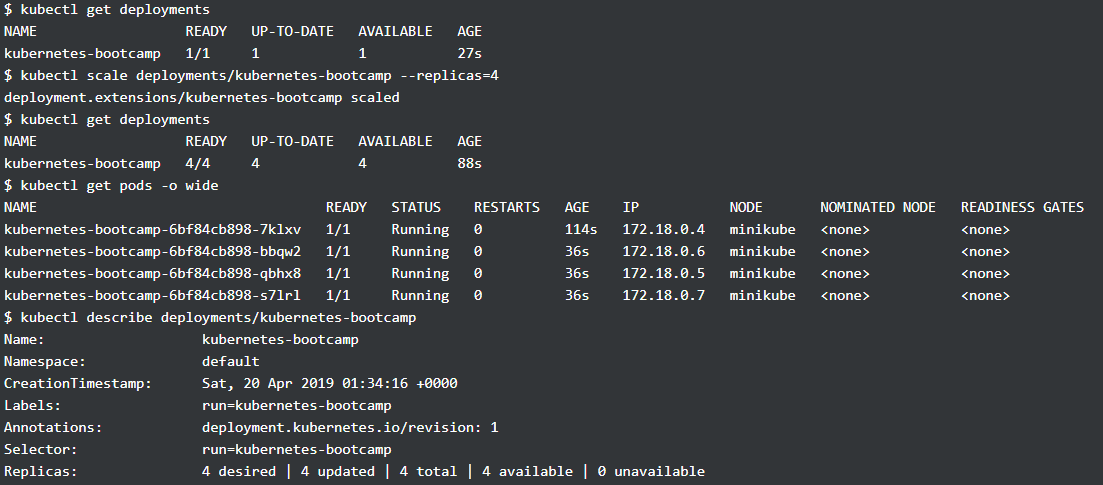 $ kubectl get deployments
NAME                  READY   UP-TO-DATE   AVAILABLE   AGE
kubernetes-bootcamp   1/1     1            1           27s
$ kubectl scale deployments/kubernetes-bootcamp --replicas=4
deployment.extensions/kubernetes-bootcamp scaled
$ kubectl get deployments
NAME                  READY   UP-TO-DATE   AVAILABLE   AGE
kubernetes-bootcamp   4/4     4            4           88s
$ kubectl get pods -o wide
NAME                                   READY   STATUS    RESTARTS   AGE    IP           NODE       NOMINATED NODE   READINESS GATES
kubernetes-bootcamp-6bf84cb898-7klxv   1/1     Running   0          114s   172.18.0.4   minikube   <none>           <none>
kubernetes-bootcamp-6bf84cb898-bbqw2   1/1     Running   0          36s    172.18.0.6   minikube   <none>           <none>
kubernetes-bootcamp-6bf84cb898-qbhx8   1/1     Running   0          36s    172.18.0.5   minikube   <none>           <none>
kubernetes-bootcamp-6bf84cb898-s7lrl   1/1     Running   0          36s    172.18.0.7   minikube   <none>           <none>
$ kubectl describe deployments/kubernetes-bootcamp
Name:                   kubernetes-bootcamp
Namespace:              default
CreationTimestamp:      Sat, 20 Apr 2019 01:34:16 +0000
Labels:                 run=kubernetes-bootcamp
Annotations:            deployment.kubernetes.io/revision: 1
Selector:               run=kubernetes-bootcamp
Replicas:               4 desired | 4 updated | 4 total | 4 available | 0 unavailable